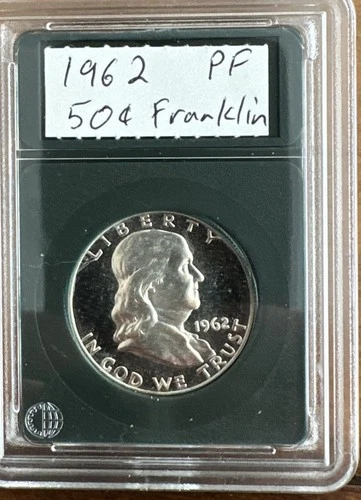 1962 PF
50¢ Franklin
LIBERTY
1962
IN GOD WE TRUST